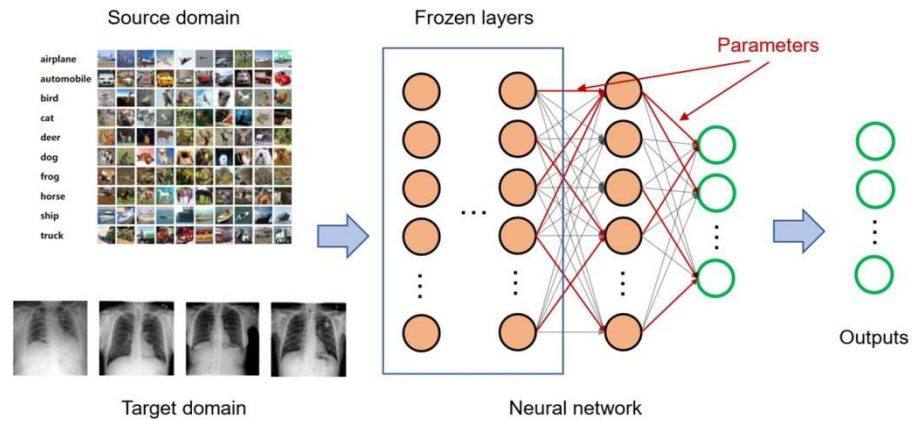 Source domain
Frozen layers
Parameters
airplane
automobile
bird
cat
deer
dog
frog
horse
ship
truck
Outputs
Target domain
Neural network